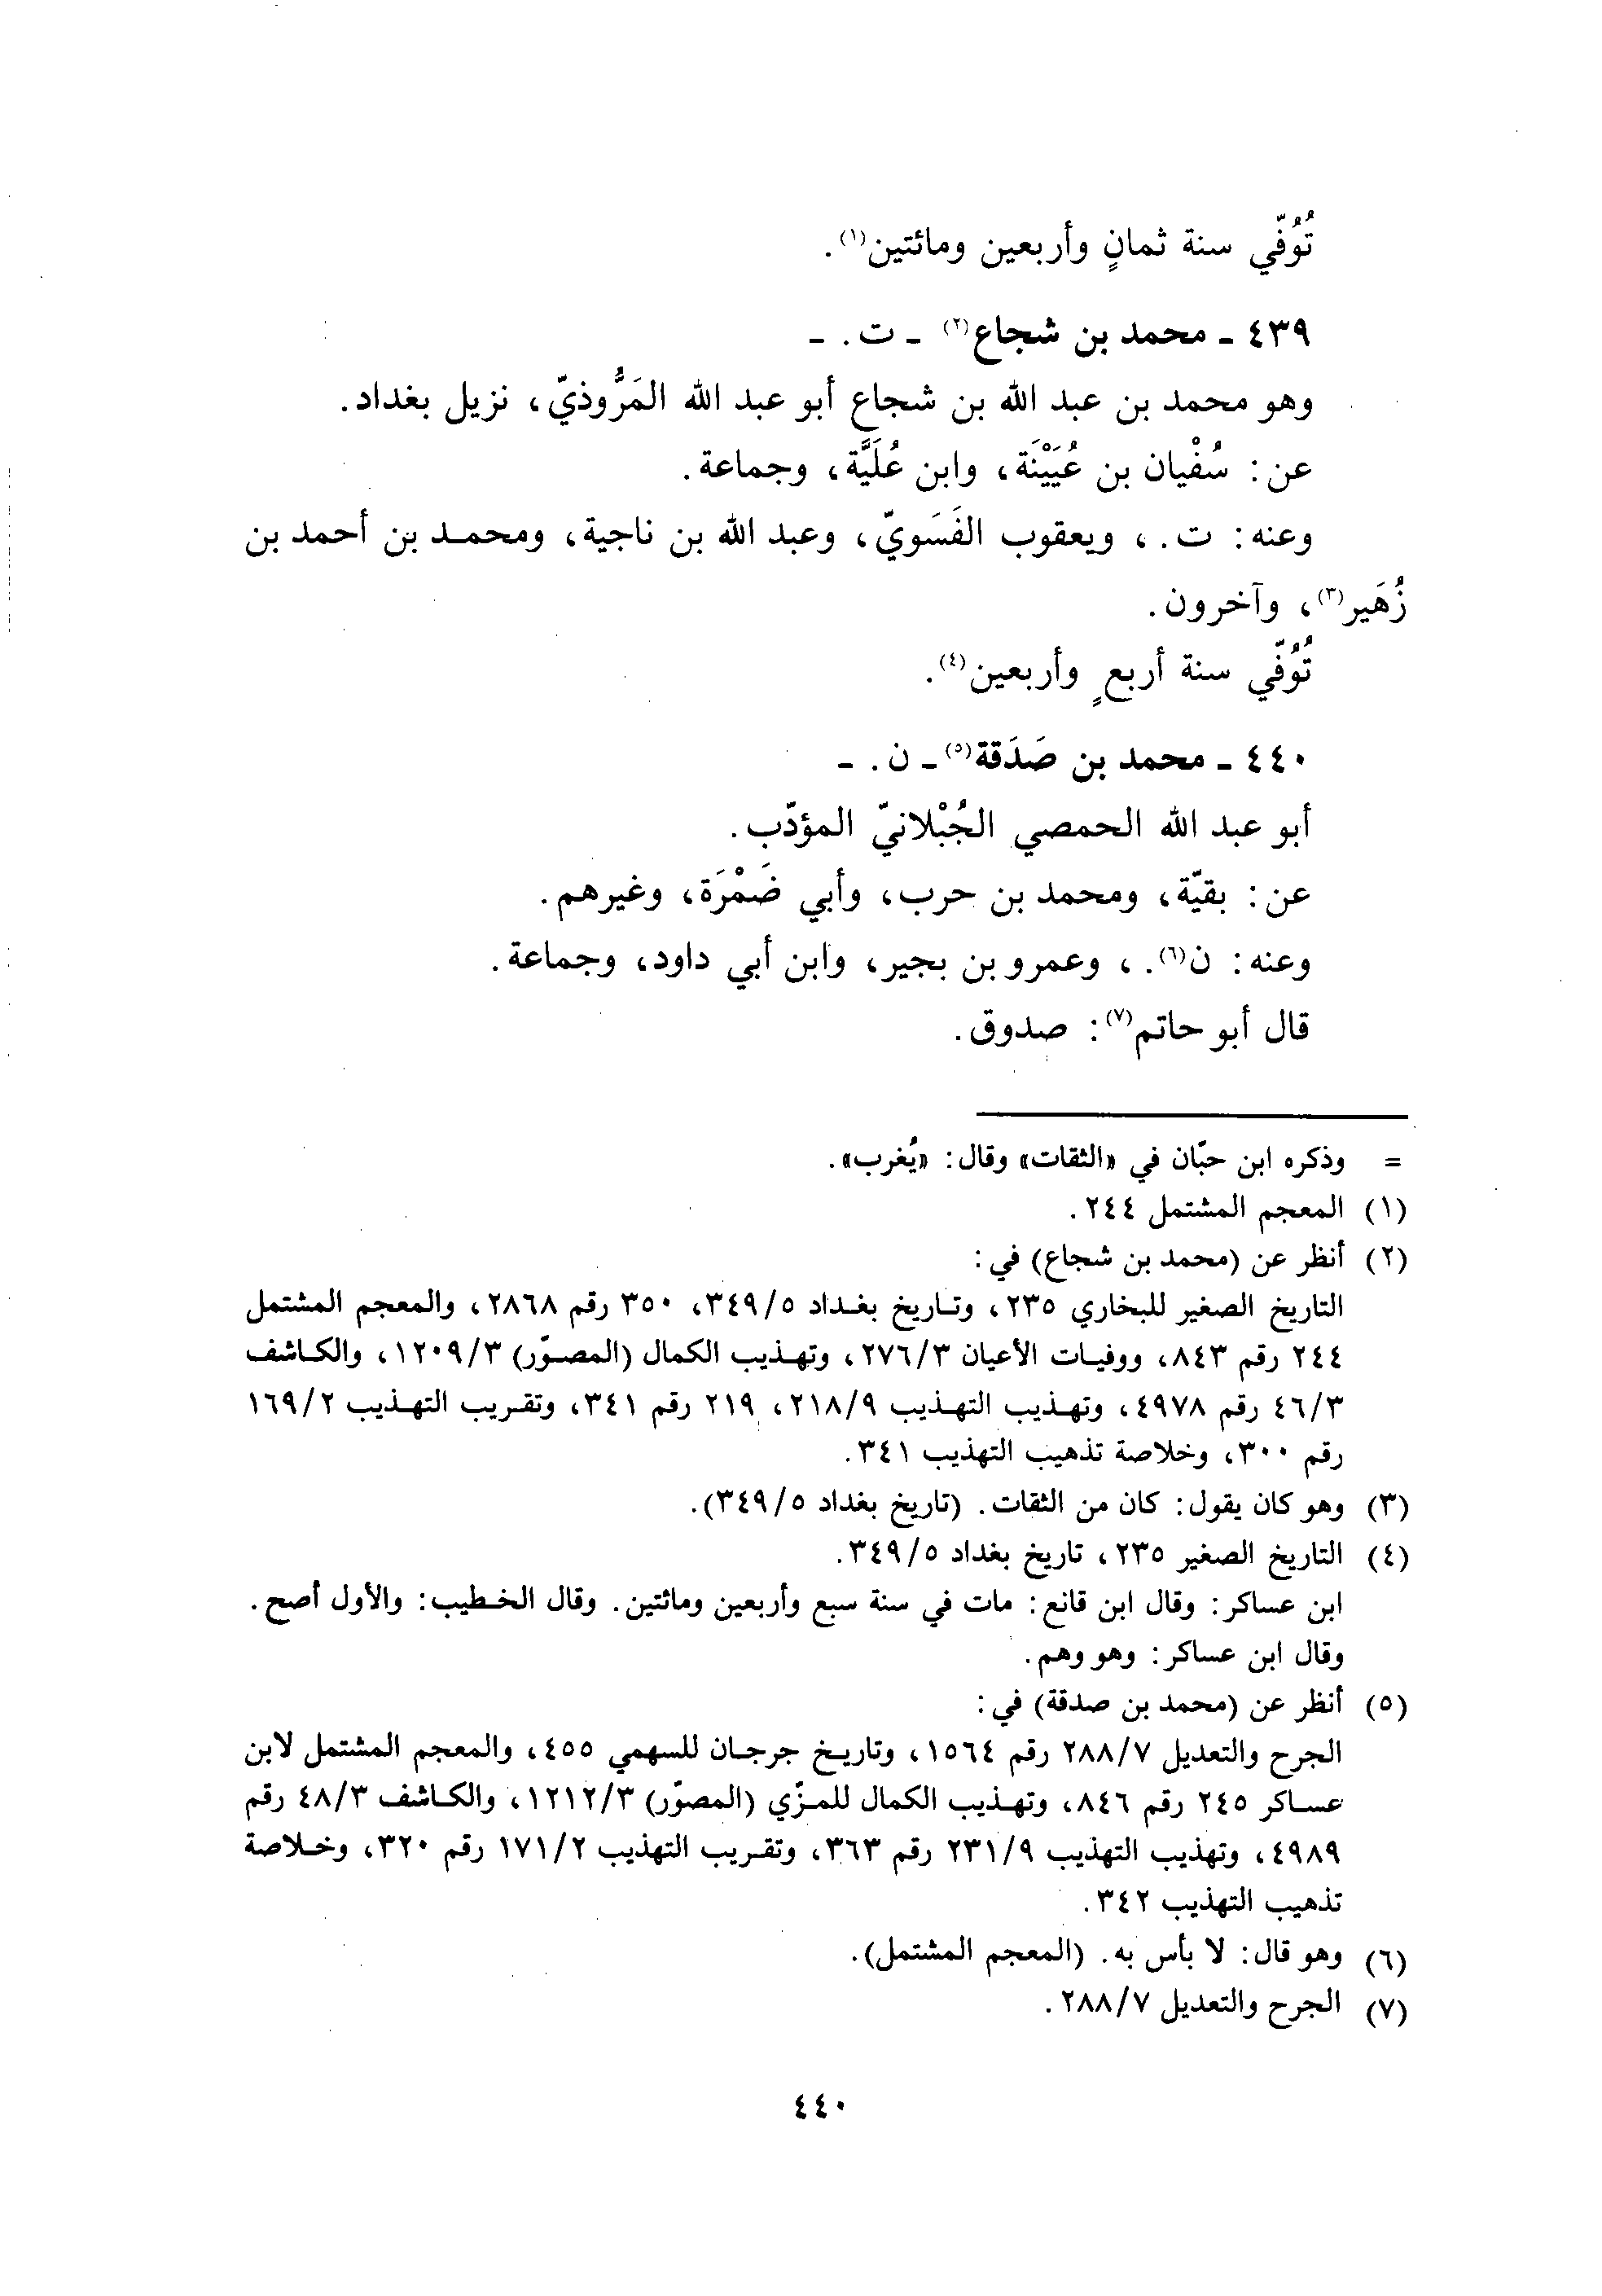 تُوُفّي سنة ثمانٍ وأربعين ومائتين(١).
٤٣٩ ـ محمد بن شجاع(٢) ـ ت. ـ
وهو محمد بن عبد الله بن شجاع أبو عبد الله المَرُّوذيّ، نزيل بغداد.
عن: سُفْيان بن عُيَيْنَة، وابن عُلَيَّة، وجماعة.
وعنه: ت.، ويعقوب الفَسَويّ، وعبد الله بن ناجية، ومحمد بن أحمد بن
زُهَير(٣)، وآخرون.
تُوُفّي سنة أربعٍ وأربعين(٤).
٤٤٠ ـ محمد بن صَدَقة(٥) ـ ن. ـ
أبو عبد الله الحمصي الجُبْلانيّ المؤدّب.
عن: بقيّة، ومحمد بن حرب، وأبي ضَمْرَة، وغيرهم.
وعنه: ن(٦).، وعمرو بن بجير، وابن أبي داود، وجماعة.
قال أبو حاتم(٧): صدوق.
= وذكره ابن حبّان في «الثقات» وقال: «يُغرب».
(١) المعجم المشتمل ٢٤٤.
(٢) أنظر عن (محمد بن شجاع) في:
التاريخ الصغير للبخاري ٢٣٥، وتاريخ بغداد ٣٤٩/٥، ٣٥٠ رقم ٢٨٦٨، والمعجم المشتمل
٢٤٤ رقم ٨٤٣، ووفيات الأعيان ٢٧٦/٣، وتهذيب الكمال (المصوّر) ١٢٠٩/٣، والكاشف
٤٦/٣ رقم ٤٩٧٨، وتهذيب التهذيب ٢١٨/٩، ٢١٩ رقم ٣٤١، وتقريب التهذيب ١٦٩/٢
رقم ٣٠٠، وخلاصة تذهيب التهذيب ٣٤١.
(٣) وهو كان يقول: كان من الثقات. (تاريخ بغداد ٣٤٩/٥).
(٤) التاريخ الصغير ٢٣٥، تاريخ بغداد ٣٤٩/٥.
ابن عساكر: وقال ابن قانع: مات في سنة سبع وأربعين ومائتين. وقال الخطيب: والأول أصح.
وقال ابن عساكر: وهو وهم.
(٥) أنظر عن (محمد بن صدقة) في:
الجرح والتعديل ٢٨٨/٧ رقم ١٥٦٤، وتاريخ جرجان للسهمي ٤٥٥، والمعجم المشتمل لابن
عساكر ٢٤٥ رقم ٨٤٦، وتهذيب الكمال للمزّي (المصوّر) ١٢١٢/٣، والكاشف ٤٨/٣ رقم
٤٩٨٩، وتهذيب التهذيب ٢٣١/٩ رقم ٣٦٣، وتقريب التهذيب ١٧١/٢ رقم ٣٢٠، وخلاصة
تذهيب التهذيب ٣٤٢.
(٦) وهو قال: لا بأس به. (المعجم المشتمل).
(٧) الجرح والتعديل ٢٨٨/٧.
٤٤٠